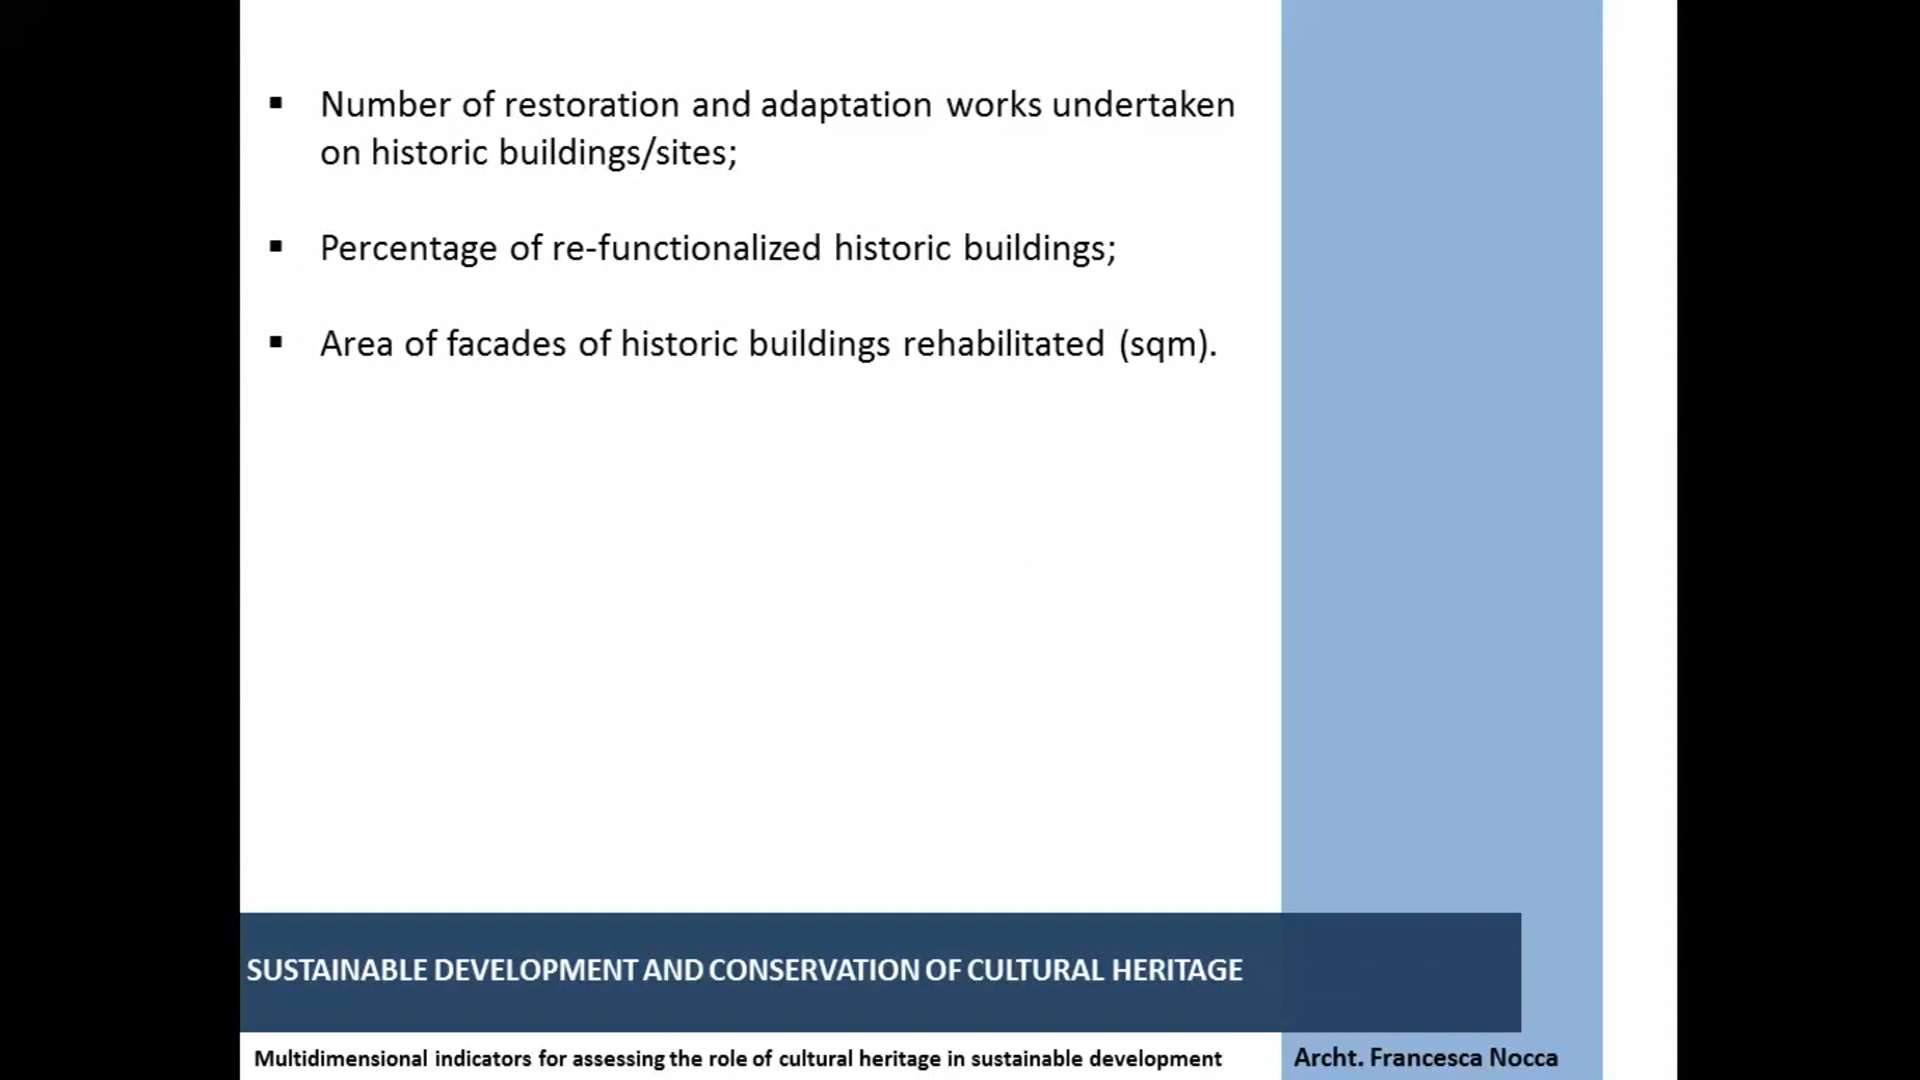 ▪ Number of restoration and adaptation works undertaken
on historic buildings/sites;
▪ Percentage of re-functionalized historic buildings;
▪ Area of facades of historic buildings rehabilitated (sqm).
SUSTAINABLE DEVELOPMENT AND CONSERVATION OF CULTURAL HERITAGE
Multidimensional indicators for assessing the role of cultural heritage in sustainable development
Archt. Francesca Nocca